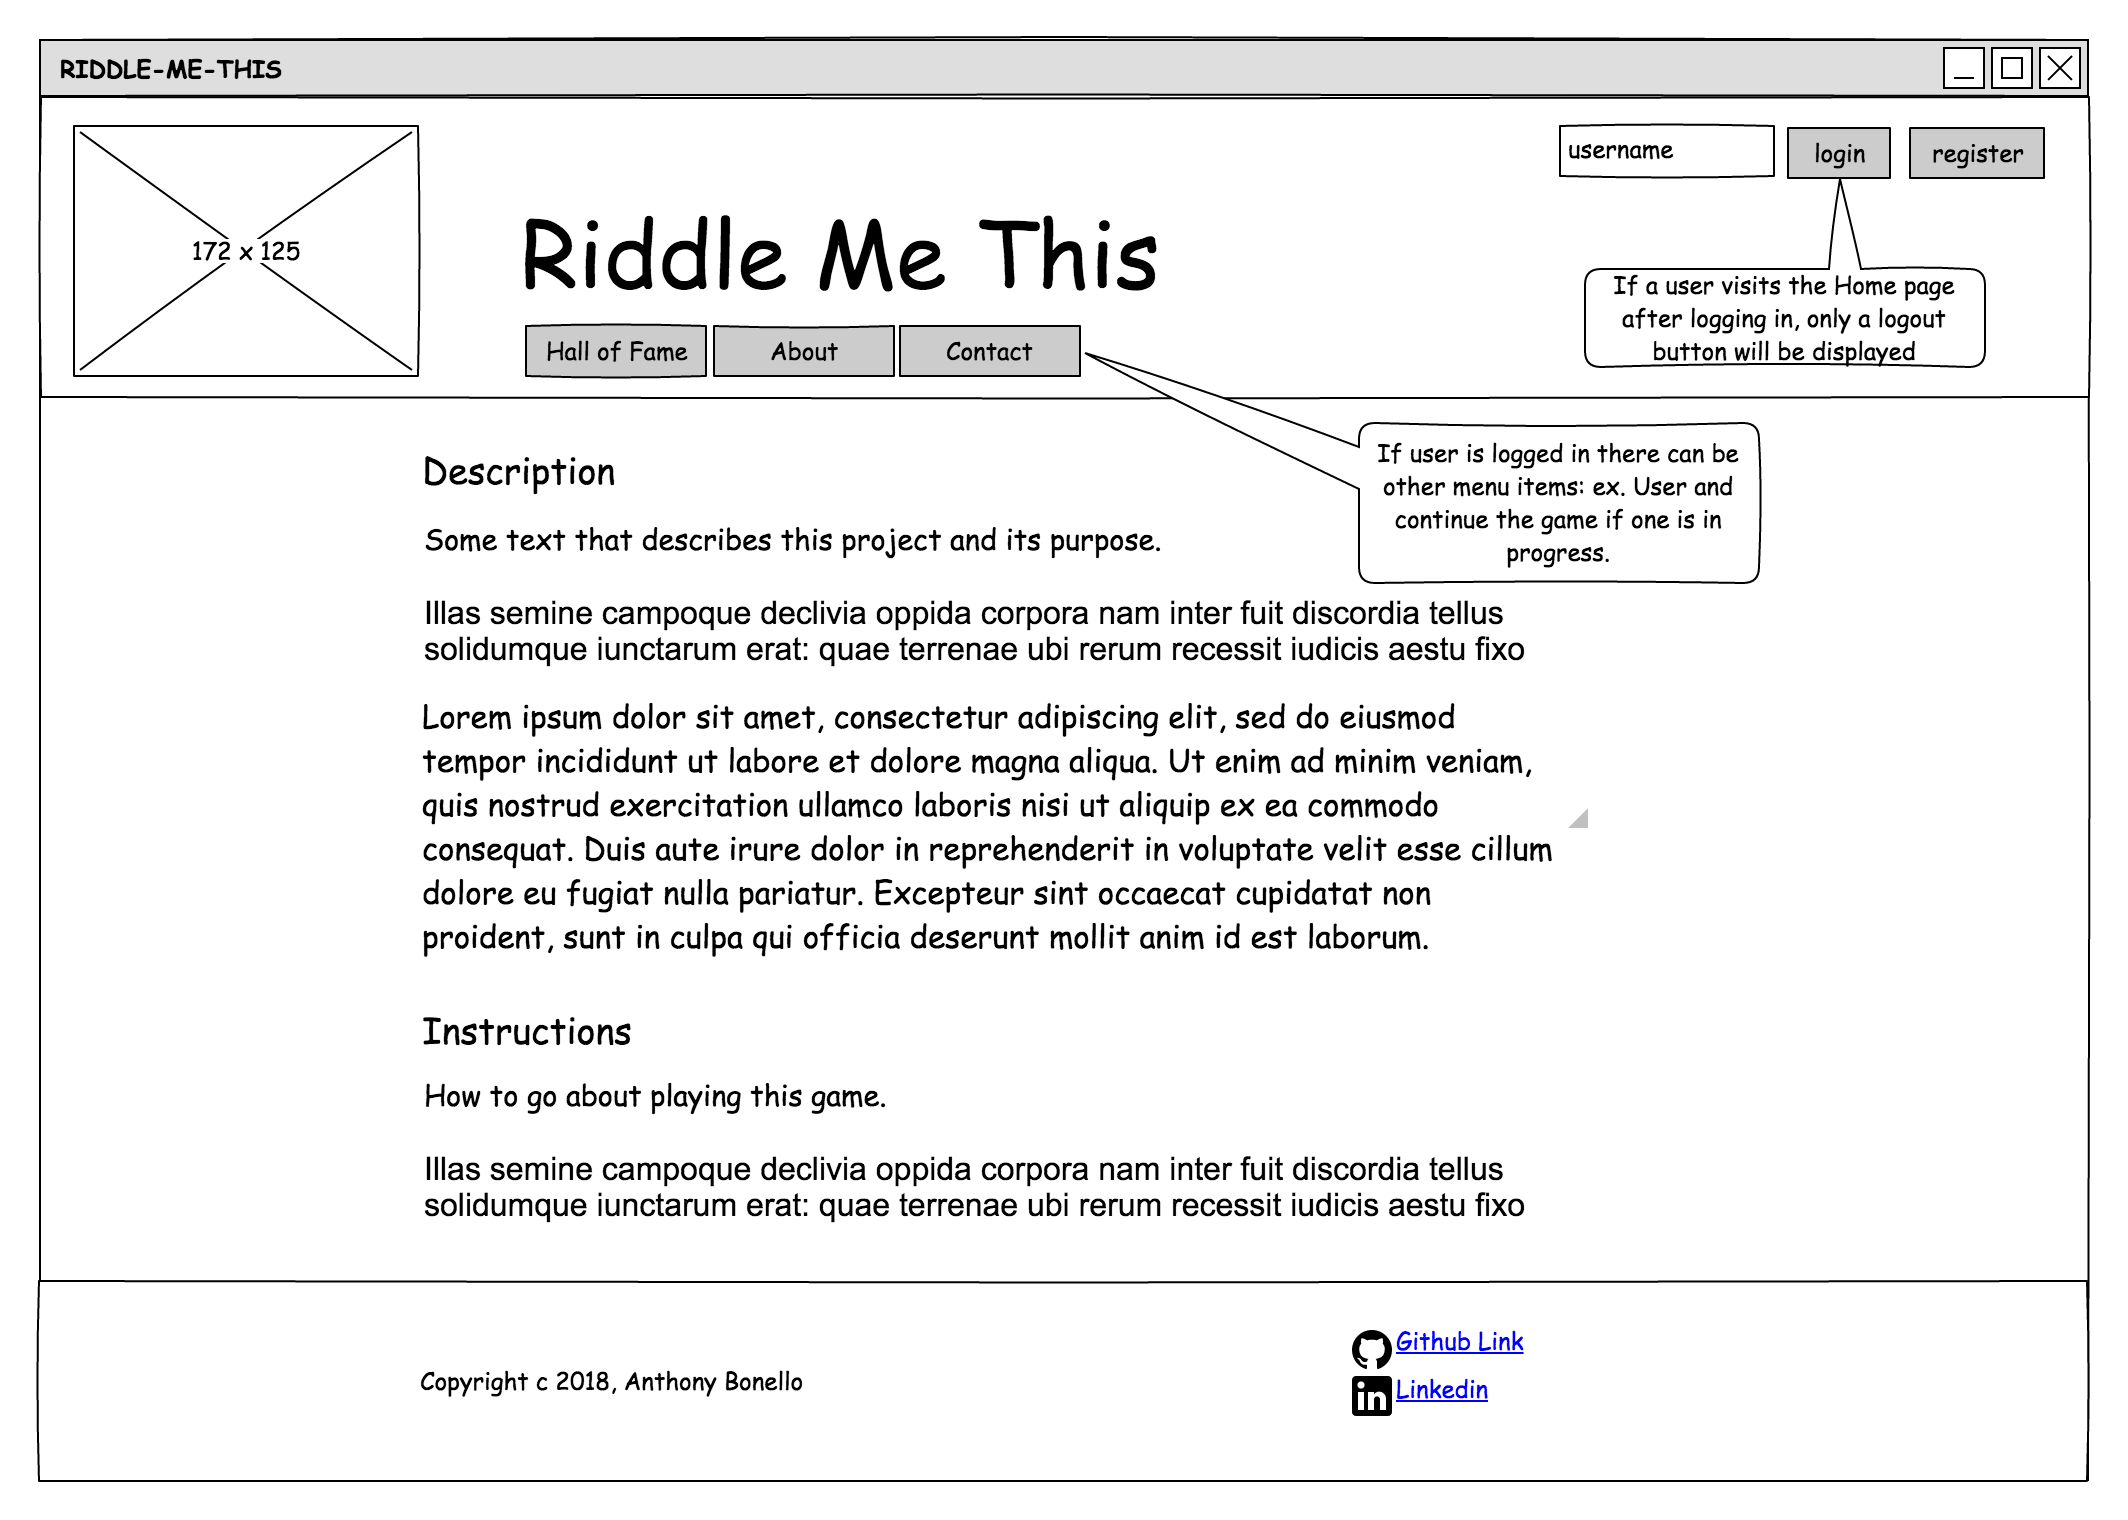 RIDDLE-ME-THIS
username
login
register
172 x 125
Riddle Me This
If a user visits the Home page
after logging in, only a logout
button will be displayed
Hall of Fame
About
Contact
If user is logged in there can be
other menu items: ex. User and
continue the game if one is in
progress.
Description
Some text that describes this project and its purpose.
Illas semine campoque declivia oppida corpora nam inter fuit discordia tellus
solidumque iunctarum erat: quae terrenae ubi rerum recessit iudicis aestu fixo
Lorem ipsum dolor sit amet, consectetur adipiscing elit, sed do eiusmod
tempor incididunt ut labore et dolore magna aliqua. Ut enim ad minim veniam,
quis nostrud exercitation ullamco laboris nisi ut aliquip ex ea commodo
consequat. Duis aute irure dolor in reprehenderit in voluptate velit esse cillum
dolore eu fugiat nulla pariatur. Excepteur sint occaecat cupidatat non
proident, sunt in culpa qui officia deserunt mollit anim id est laborum.
Instructions
How to go about playing this game.
Illas semine campoque declivia oppida corpora nam inter fuit discordia tellus
solidumque iunctarum erat: quae terrenae ubi rerum recessit iudicis aestu fixo
Copyright c 2018, Anthony Bonello
Github Link
in
Linkedin